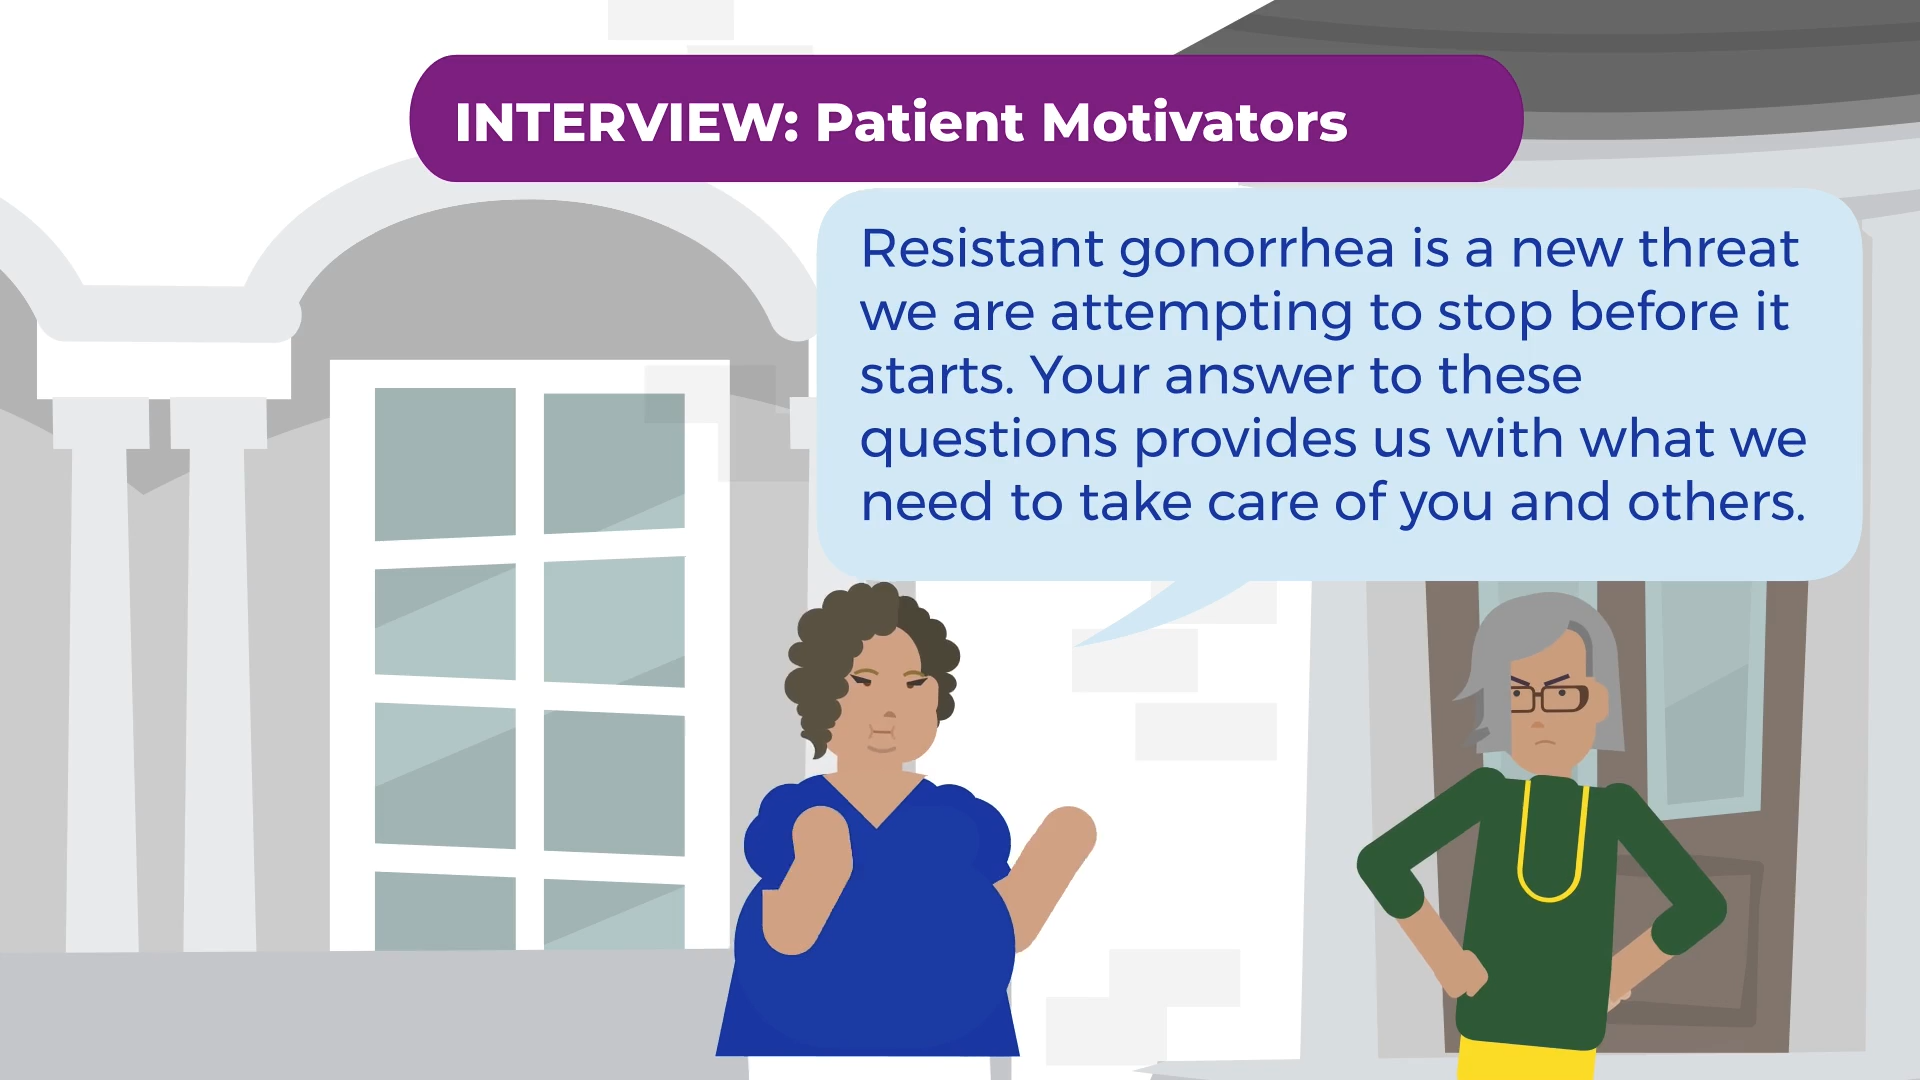 INTERVIEW: Patient Motivators
Resistant gonorrhea is a new threat
we are attempting to stop before it
starts. Your answer to these
questions provides us with what we
need to take care of you and others.